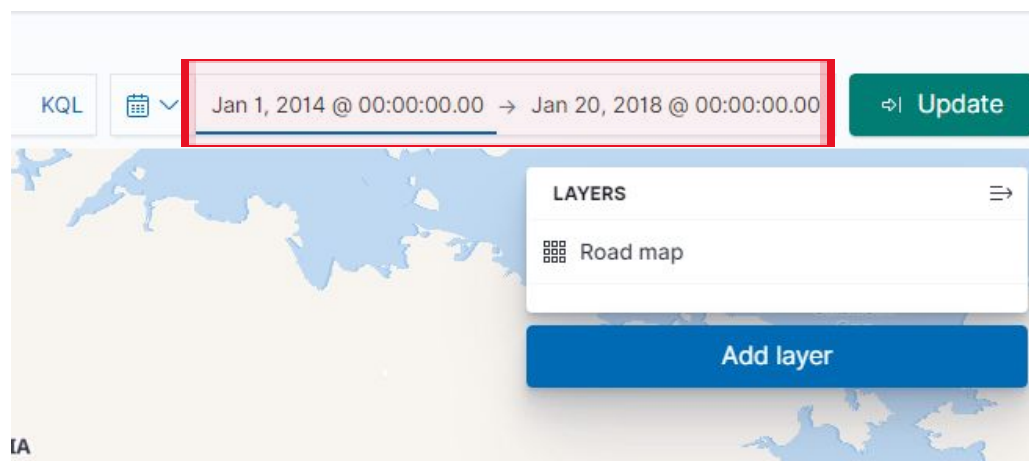 KQL
Jan 1, 2014 @ 00:00:00.00 → Jan 20, 2018 @ 00:00:00.00
Update
LAYERS
Road map
Add layer
IA